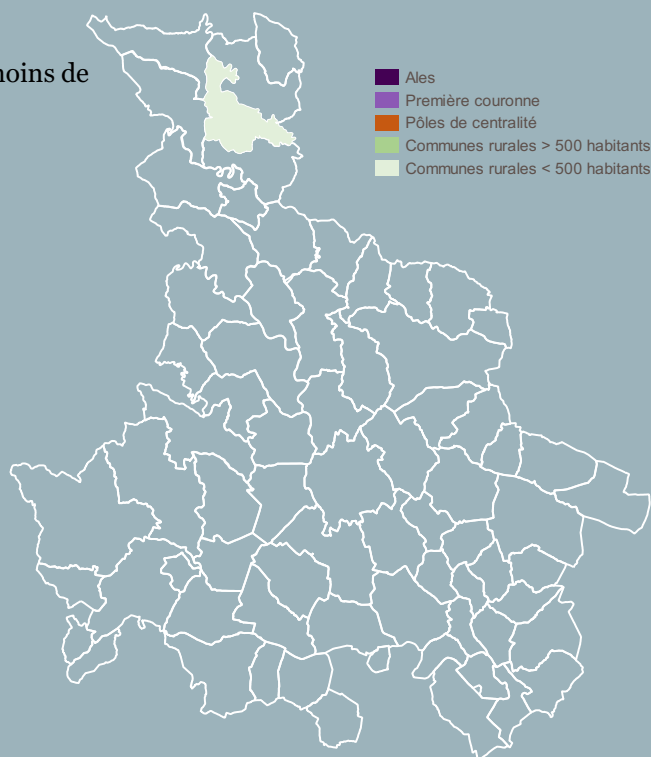 moins de
Ales
Première couronne
Pôles de centralité
Communes rurales > 500 habitants
Communes rurales < 500 habitants